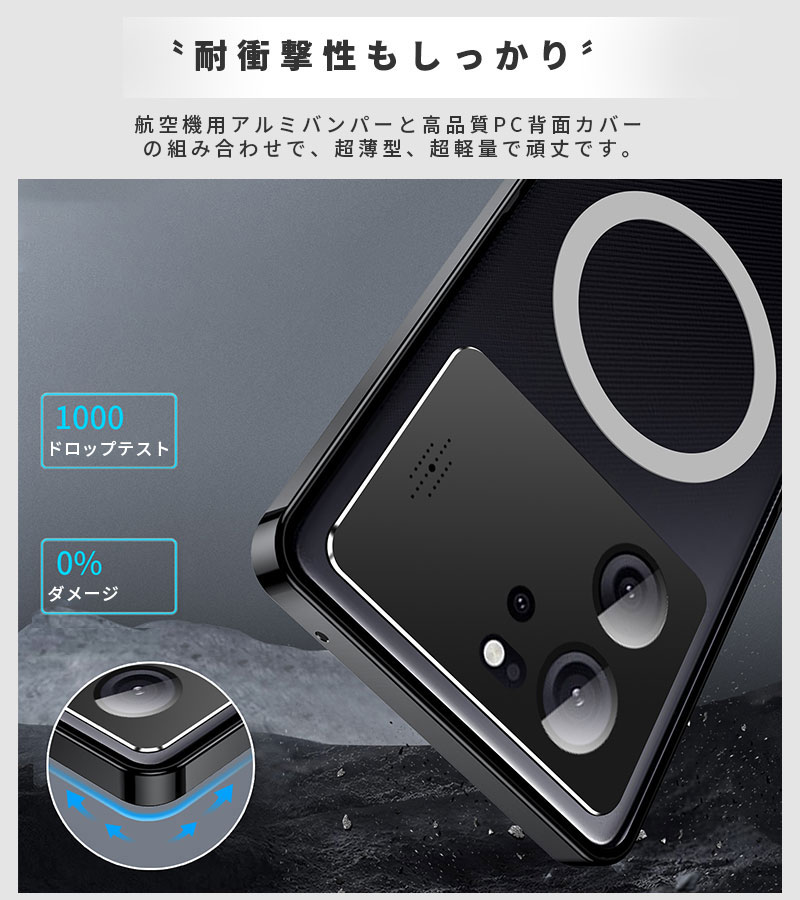 〝耐衝撃性もしっかり〞
航空機用アルミバンパーと高品質PC背面カバー
の組み合わせで、超薄型、超軽量で頑丈です。
1000
ドロップテスト
0%
ダメージ